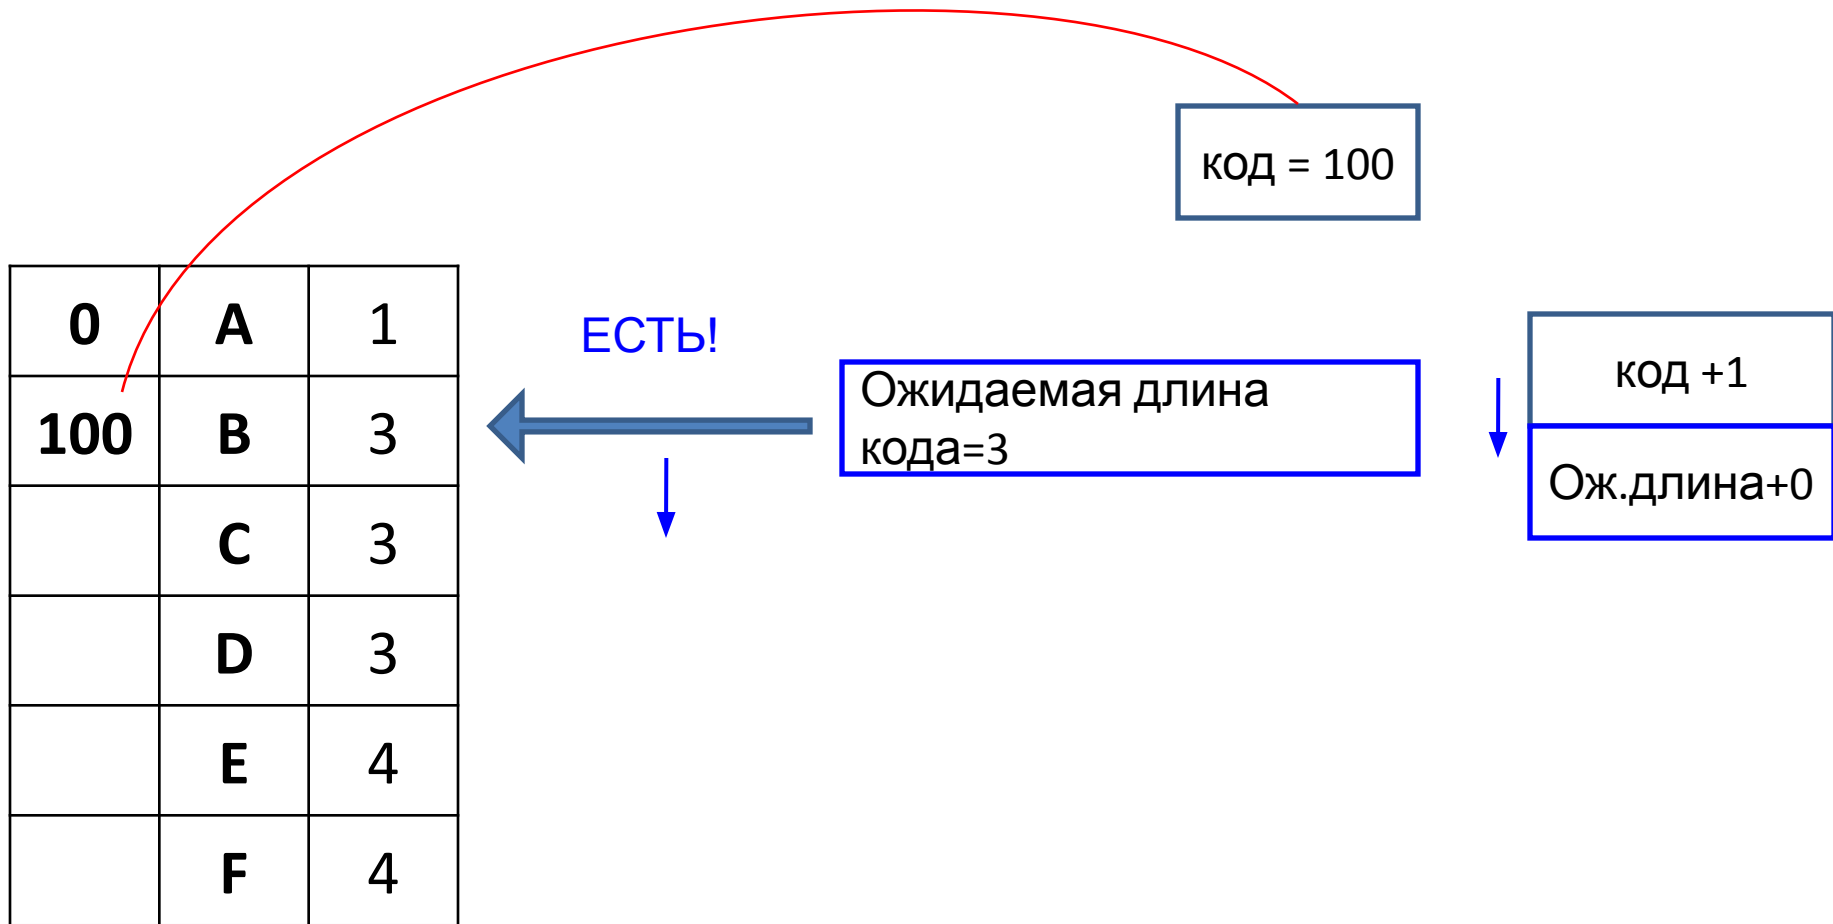 код = 100
0 A 1
100 B 3
C 3
D 3
E 4
F 4
ЕСТЬ!
Ожидаемая длина
кода=3
код +1
Ож.длина+0